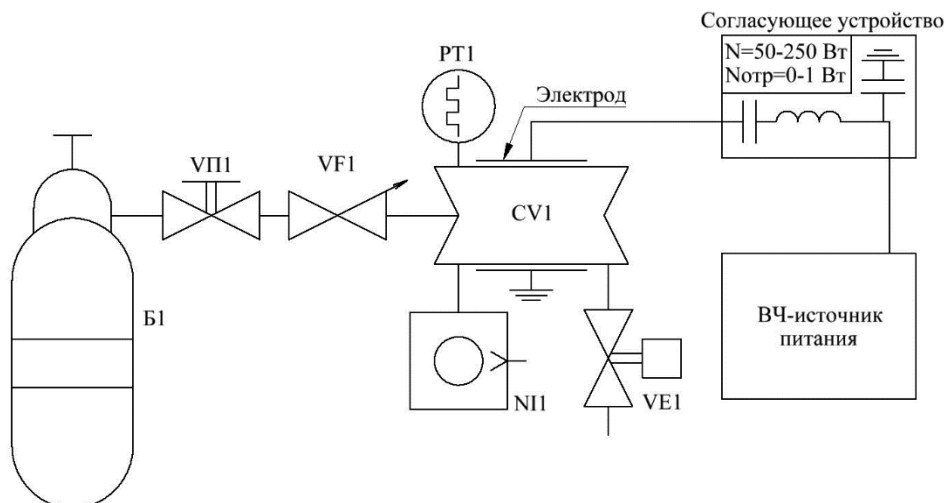 Согласующее устройство
N=50-250 Вт
Nотр=0-1 Вт
PT1
Электрод
VП1
VF1
CV1
Б1
ВЧ-источник
питания
NI1
VE1